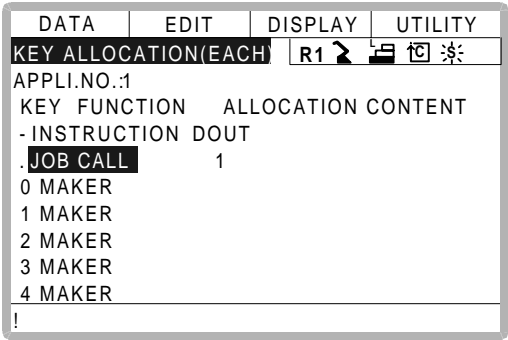 DATA EDIT DISPLAY UTILITY
KEY ALLOCATION(EACH) R1 C S
APPLI.NO.:1
KEY FUNCTION ALLOCATION CONTENT
- INSTRUCTION DOUT
. JOB CALL 1
0 MAKER
1 MAKER
2 MAKER
3 MAKER
4 MAKER
!